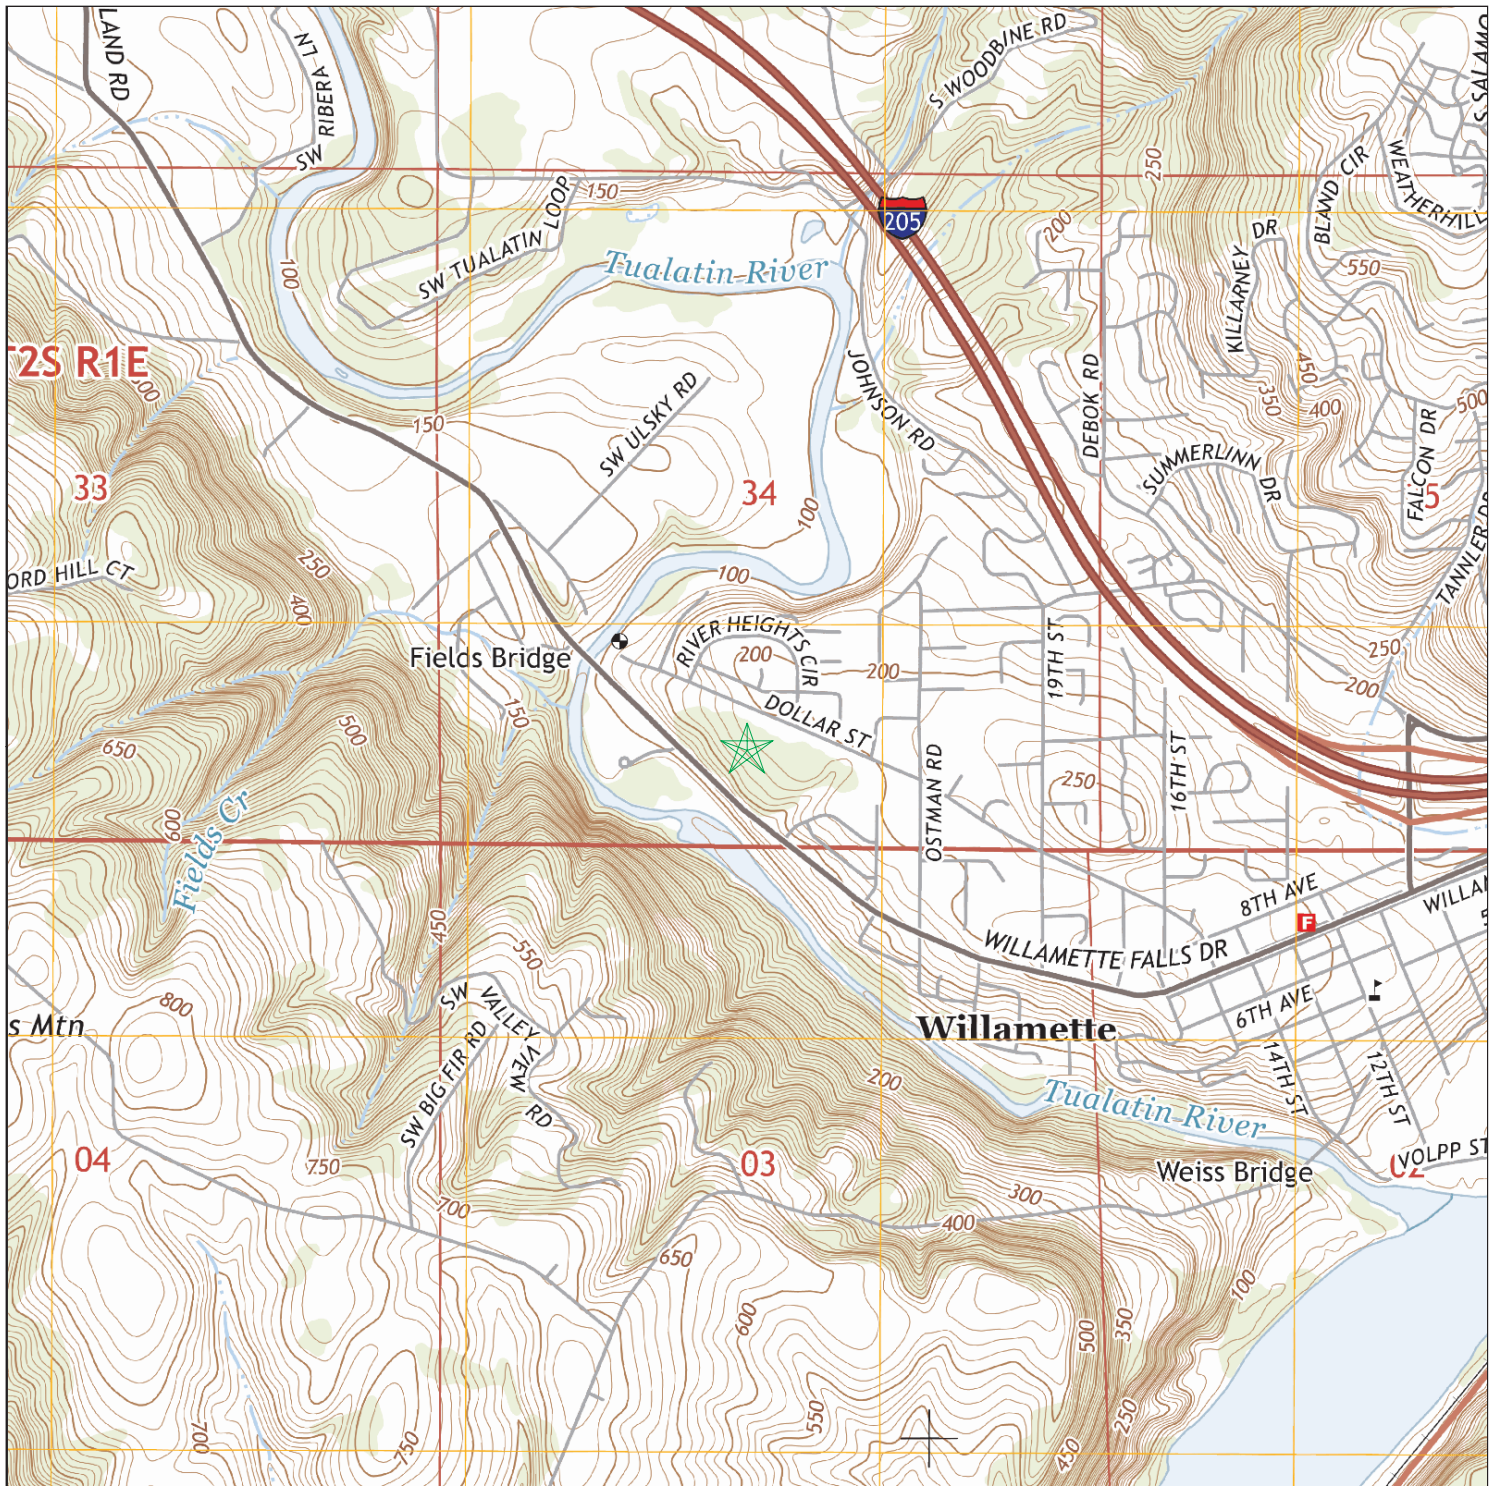 LAND RD
SW RIBERA LN
S WOODBINE RD
S SALAMO
250
BLAND CIR
WEATHERHILL
150
SW TUALATIN LOOP
205
200
KILLARNEY DR
550
100
Tualatin River
T2S R1E
JOHNSON RD
DEBOK RD
450
350
400
500
150
SW ULSKY RD
SUMMERLINN DR
FALCON DR
33
34
5
100
TANNLER DR
ORD HILL CT
250
100
400
RIVER HEIGHTS CIR
19TH ST
250
Fields Bridge
200
200
200
150
DOLLAR ST
500
650
OSTMAN RD
16TH ST
250
600
Fields Cr
8TH AVE
F
WILLAM
450
550
WILLAMETTE FALLS DR
800
SW VALLEY VIEW RD
6TH AVE
s Mtn
Willamette
SW BIG FIR RD
14TH ST
12TH ST
200
Tualatin River
04
750
03
Weiss Bridge
02
VOLPP ST
700
300
400
650
100
600
500
350
700
750
550
450
250